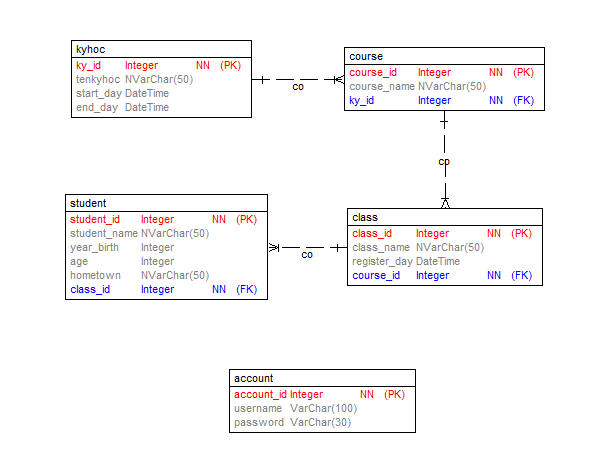 kyhoc
ky_id Integer NN (PK)
tenkyhoc NVarChar(50)
start_day DateTime
end_day DateTime
co
course
course_id Integer NN (PK)
course_name NVarChar(50)
ky_id Integer NN (FK)
co
student
student_id Integer NN (PK)
student_name NVarChar(50)
year_birth Integer
age Integer
hometown NVarChar(50)
class_id Integer NN (FK)
co
class
class_id Integer NN (PK)
class_name NVarChar(50)
register_day DateTime
course_id Integer NN (FK)
account
account_id Integer NN (PK)
username VarChar(100)
password VarChar(30)